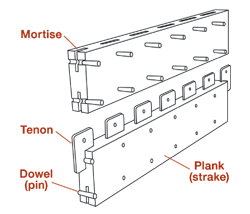 Mortise
Tenon
Dowel
(pin)
Plank
(strake)